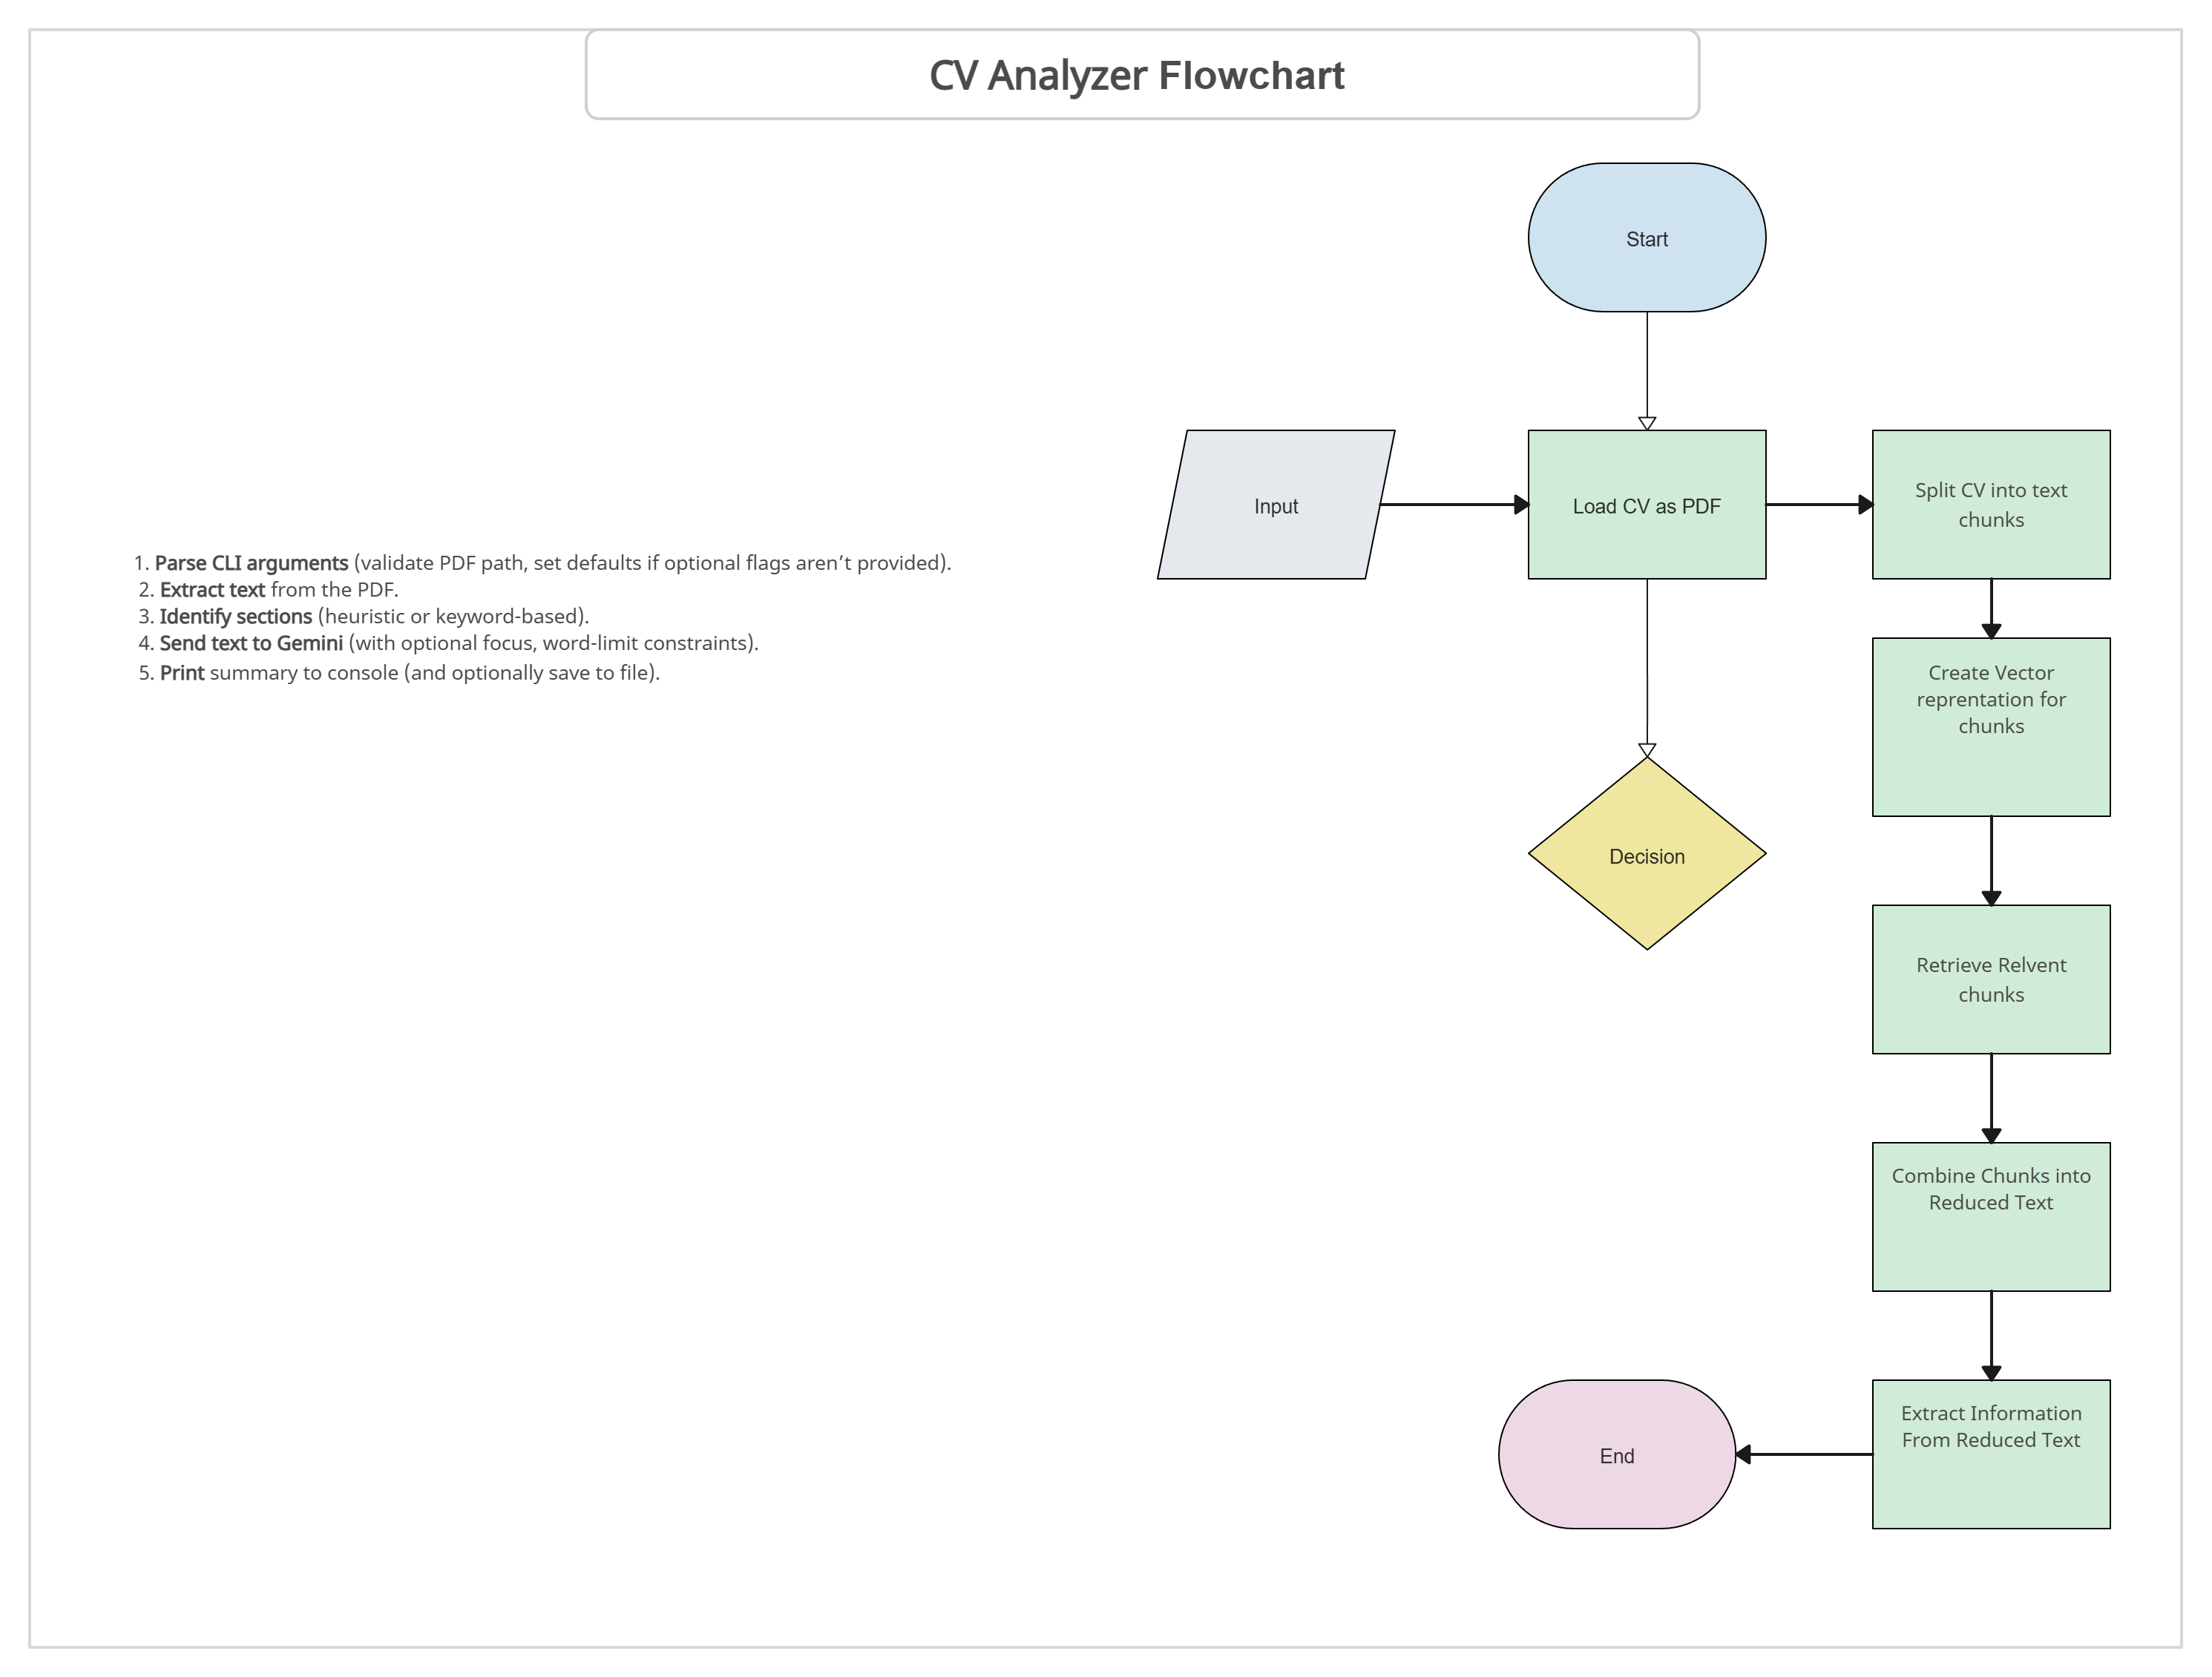 CV Analyzer Flowchart
Start
Input
Load CV as PDF
Split CV into text
chunks
1. Parse CLI arguments (validate PDF path, set defaults if optional flags aren’t provided).
2. Extract text from the PDF.
3. Identify sections (heuristic or keyword-based).
4. Send text to Gemini (with optional focus, word-limit constraints).
5. Print summary to console (and optionally save to file).
Create Vector
reprentation for
chunks
Decision
Retrieve Relvent
chunks
Combine Chunks into
Reduced Text
Extract Information
From Reduced Text
End